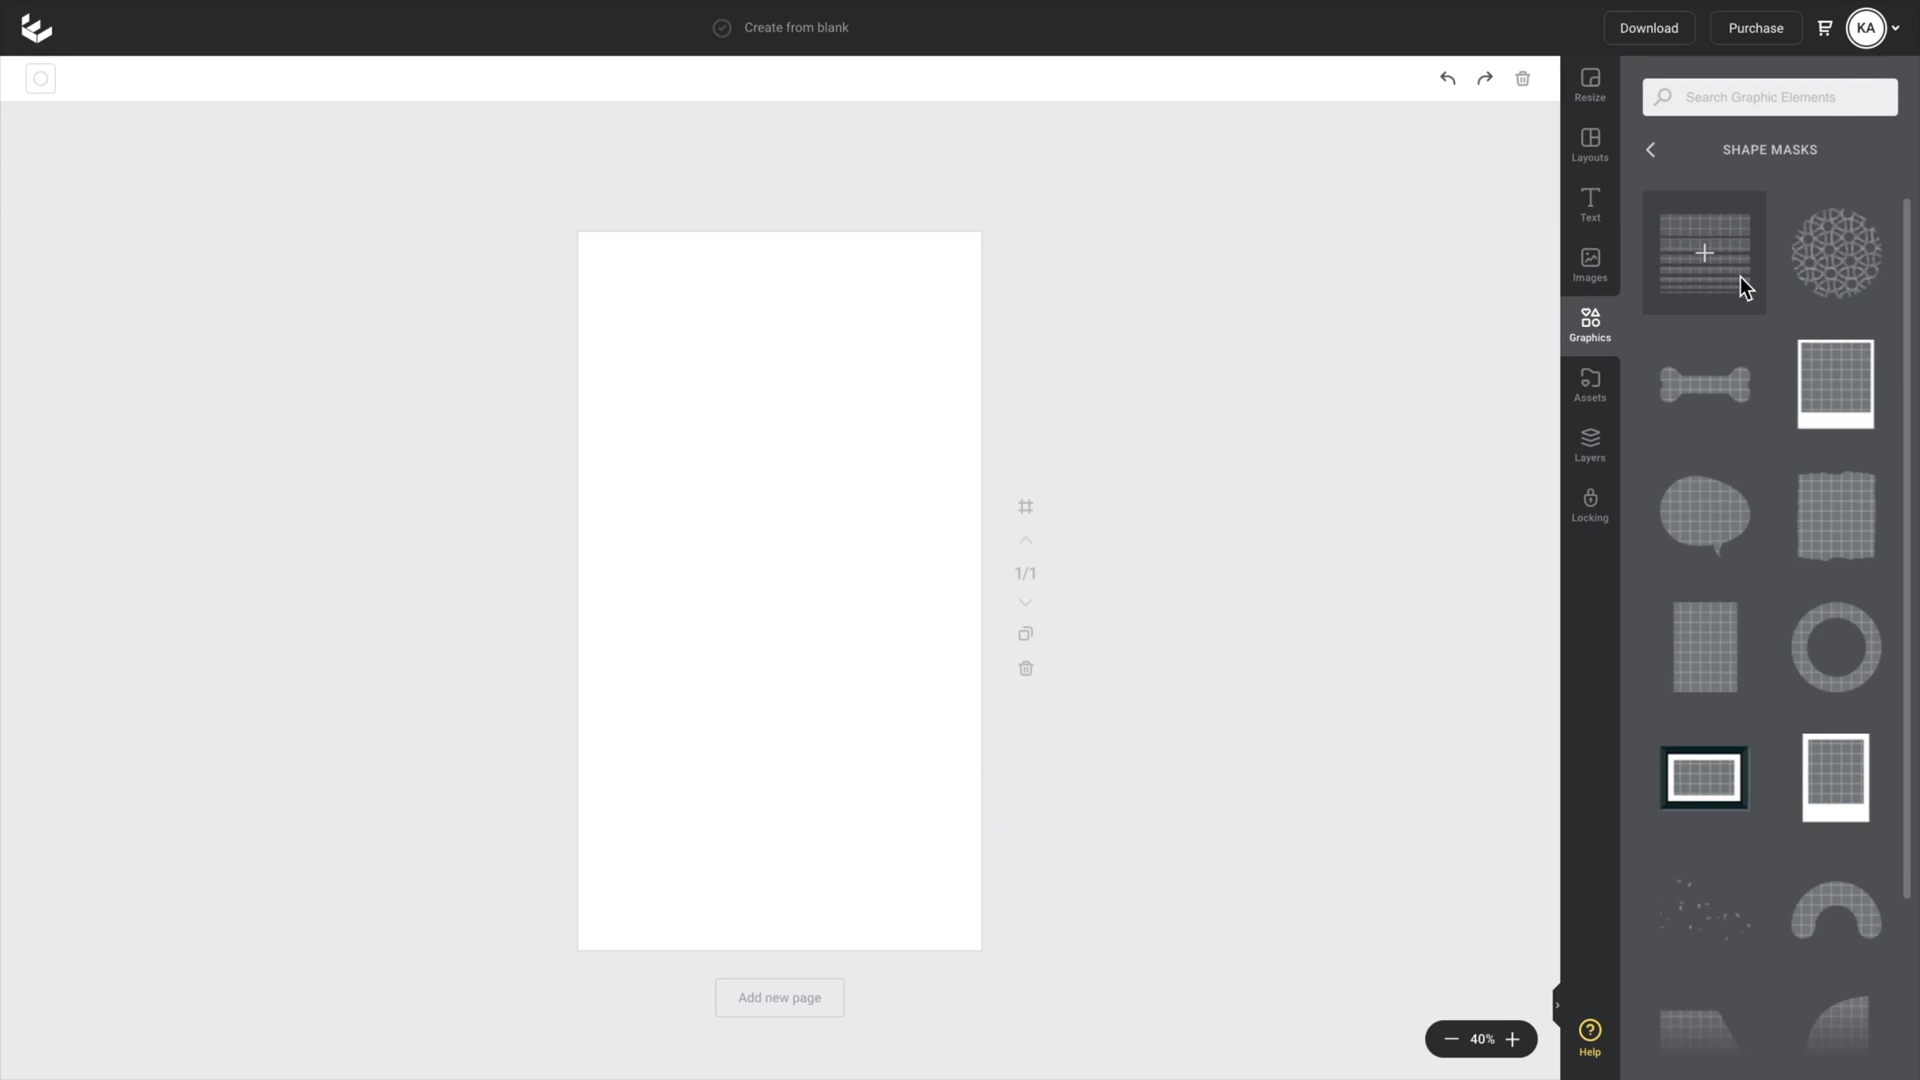 Create from blank
Download
Purchase
KA
Resize
Layouts
Text
Images
Graphics
Assets
Layers
Locking
Help
Search Graphic Elements
SHAPE MASKS
1/1
Add new page
40%